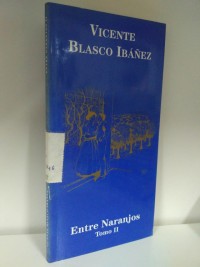 VICENTE
BLASCO IBÁÑEZ
Entre Naranjos
Tomo II